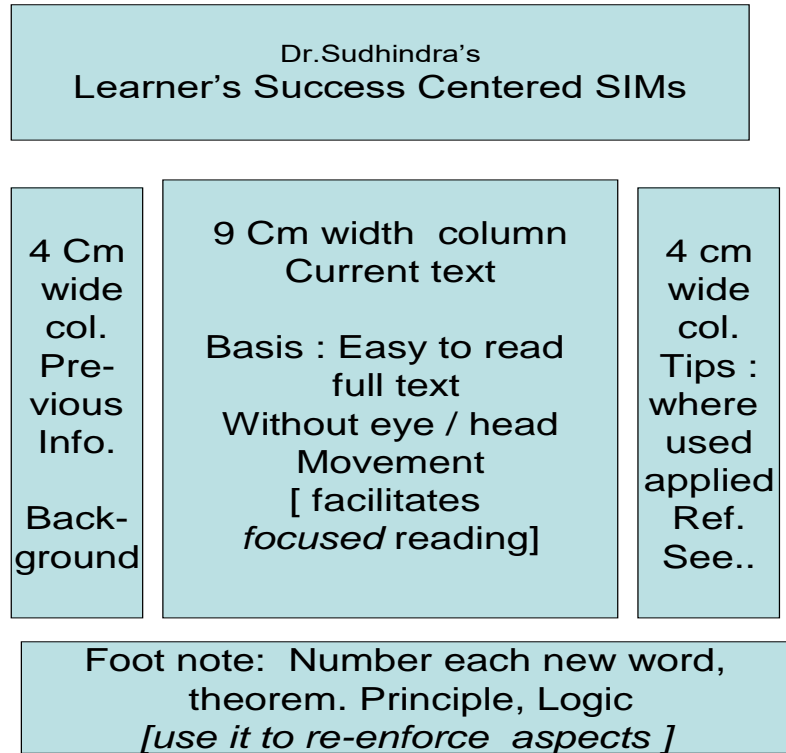 Dr.Sudhindra's
Learner's Success Centered SIMs
4 Cm
wide
col.
Pre-
vious
Info.
Back-
ground
9 Cm width column
Current text
Basis : Easy to read
full text
Without eye / head
Movement
[ facilitates
focused reading]
4 cm
wide
col.
Tips :
where
used
applied
Ref.
See..
Foot note: Number each new word,
theorem. Principle, Logic
[use it to re-enforce aspects ]